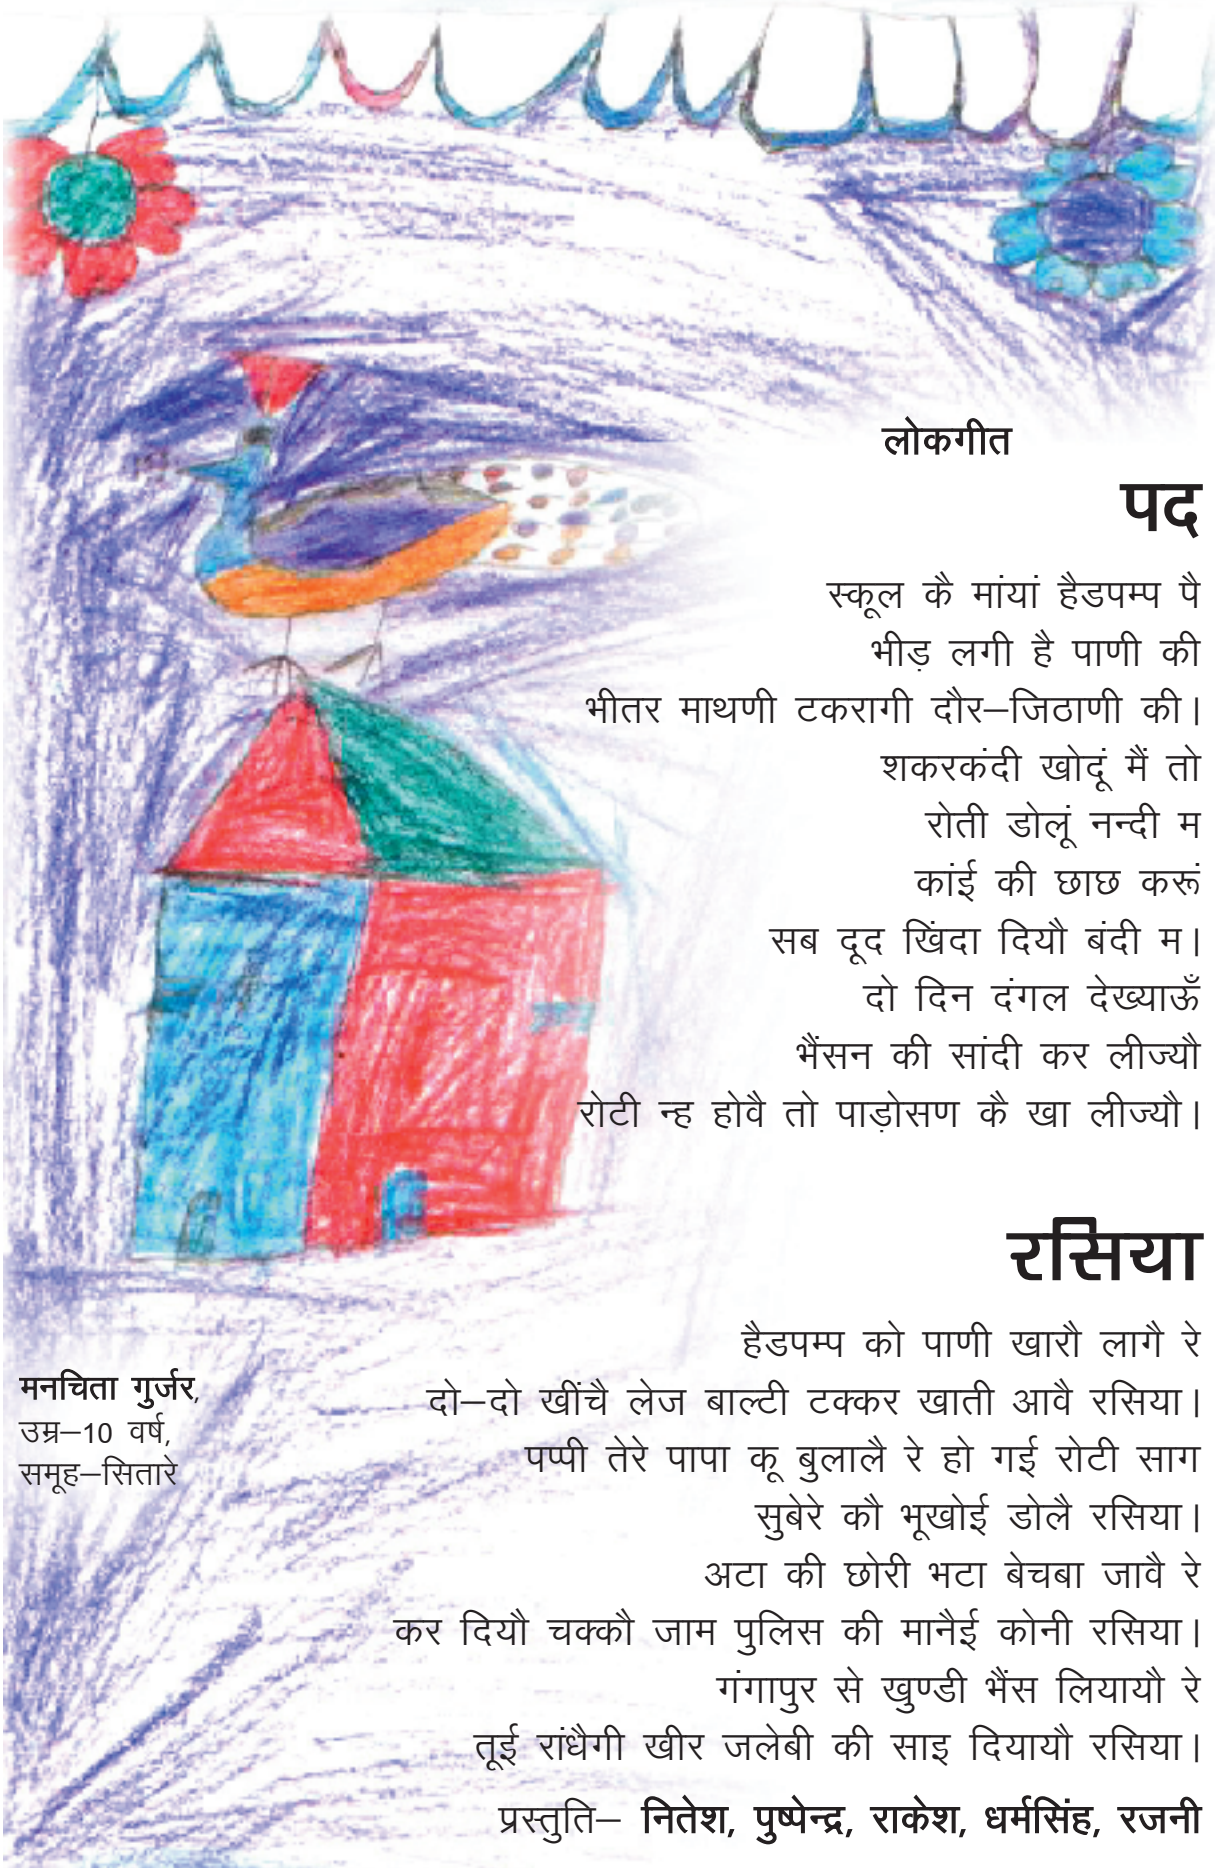 लोकगीत
पद
स्कूल कै मांयां हैडपम्प पै
भीड़ लगी है पाणी की
भीतर माथणी टकरागी दौर–जिठाणी की।
शकरकंदी खोदूं मैं तो
रोती डोलूं नन्दी म
कांई की छाछ करूं
सब दूद खिंदा दियौ बंदी म।
दो दिन दंगल देख्याऊँ
भैंसन की सांदी कर लीज्यौ
रोटी न्ह होवै तो पाड़ोसण कै खा लीज्यौ।
रसिया
हैडपम्प को पाणी खारौ लागै रे
दो–दो खींचै लेज बाल्टी टक्कर खाती आवै रसिया।
पप्पी तेरे पापा कू बुलालै रे हो गई रोटी साग
सुबेरे कौ भूखोई डोलै रसिया।
अटा की छोरी भटा बेचबा जावै रे
कर दियौ चक्कौ जाम पुलिस की मानैई कोनी रसिया।
गंगापुर से खुण्डी भैंस लियायौ रे
तूई रांधैगी खीर जलेबी की साइ दियायौ रसिया।
प्रस्तुति– नितेश, पुष्पेन्द्र, राकेश, धर्मसिंह, रजनी
मनचिता गुर्जर,
उम्र–10 वर्ष,
समूह–सितारे